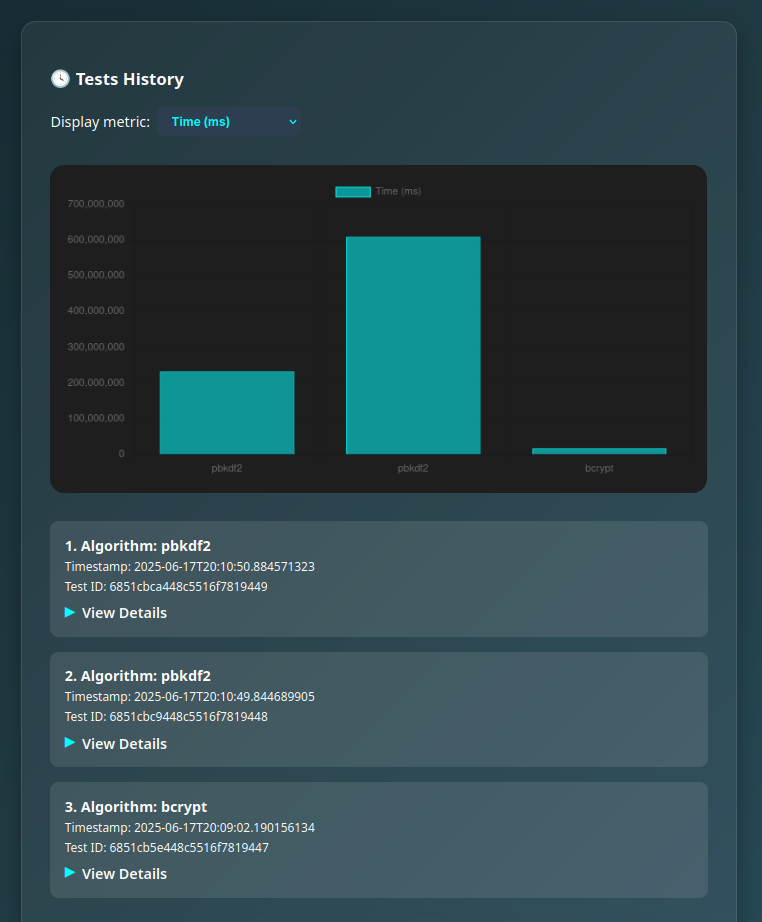 🕓 Tests History
Display metric: Time (ms)
Time (ms)
700,000,000
600,000,000
500,000,000
400,000,000
300,000,000
200,000,000
100,000,000
0
pbkdf2 pbkdf2 bcrypt
1. Algorithm: pbkdf2
Timestamp: 2025-06-17T20:10:50.884571323
Test ID: 6851cbca448c5516f7819449
▶ View Details
2. Algorithm: pbkdf2
Timestamp: 2025-06-17T20:10:49.844689905
Test ID: 6851cbc9448c5516f7819448
▶ View Details
3. Algorithm: bcrypt
Timestamp: 2025-06-17T20:09:02.190156134
Test ID: 6851cb5e448c5516f7819447
▶ View Details